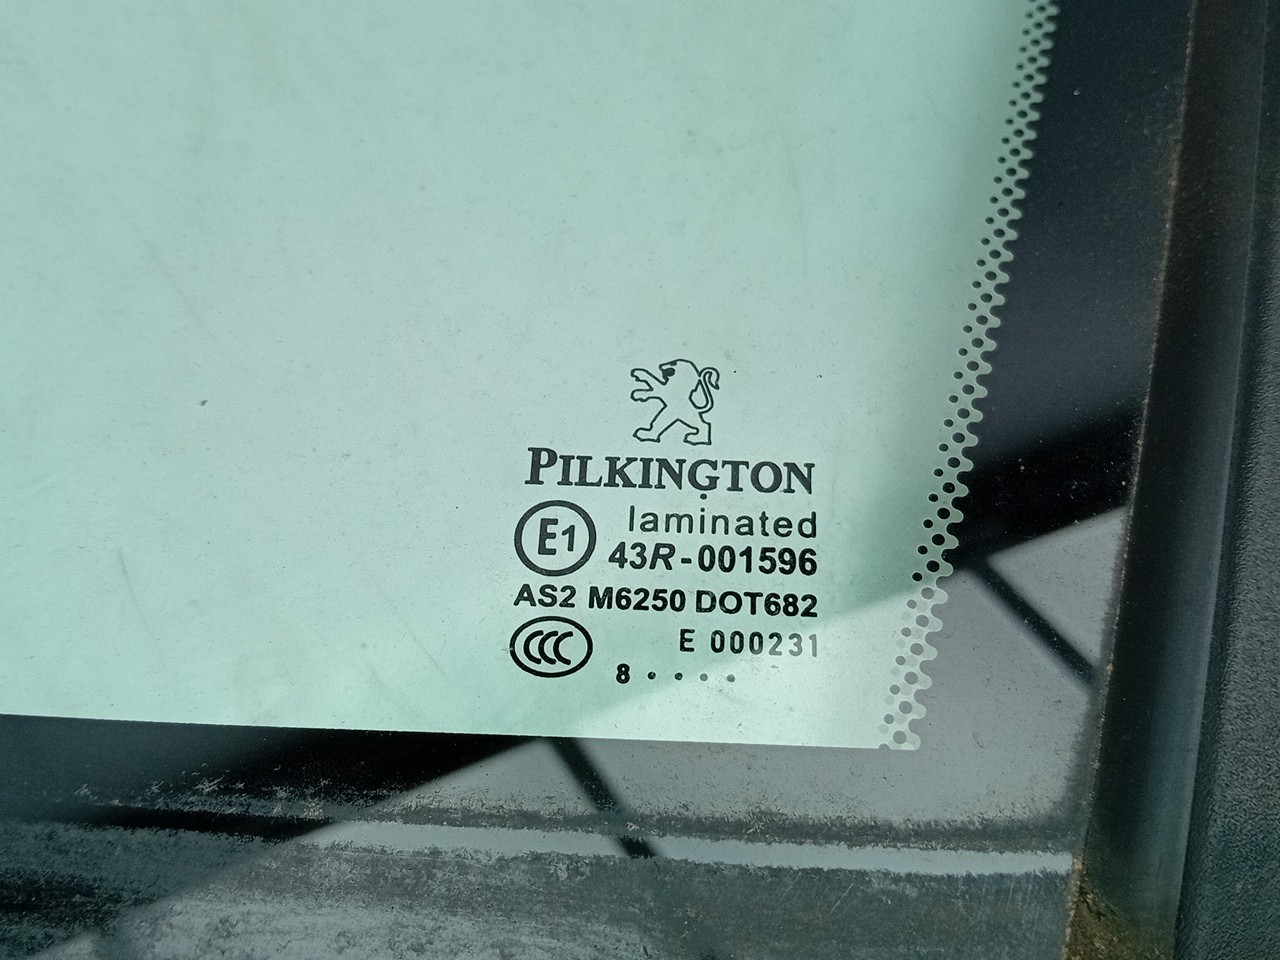 PILKINGTON
E1
laminated
43R-001596
AS2 M6250 DOT682
CCC
E 000231
8 . . . .